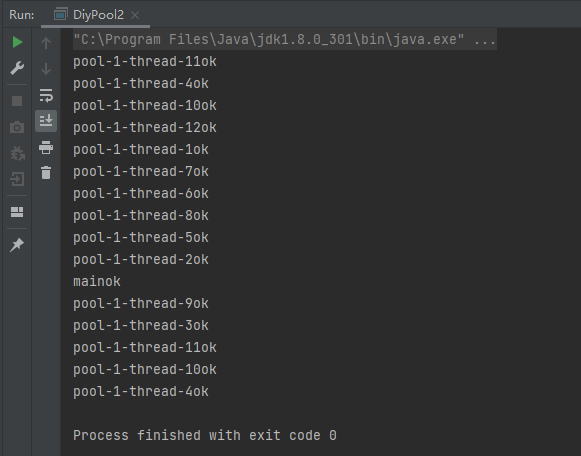 Run: DiyPool2
"C:\Program Files\Java\jdk1.8.0_301\bin\java.exe" ...
pool-1-thread-11ok
pool-1-thread-4ok
pool-1-thread-10ok
pool-1-thread-12ok
pool-1-thread-1ok
pool-1-thread-7ok
pool-1-thread-6ok
pool-1-thread-8ok
pool-1-thread-5ok
pool-1-thread-2ok
mainok
pool-1-thread-9ok
pool-1-thread-3ok
pool-1-thread-11ok
pool-1-thread-10ok
pool-1-thread-4ok
Process finished with exit code 0